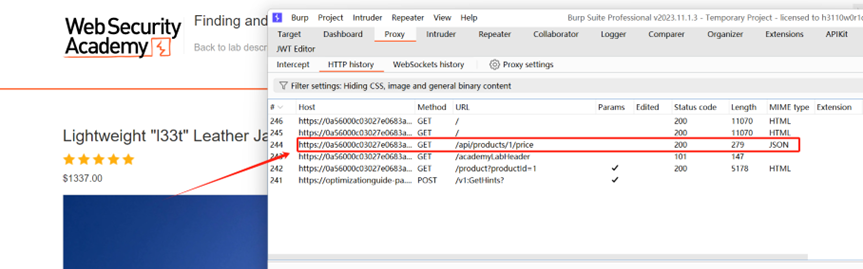 Web Security
Academy
Finding and
Back to lab descr
Lightweight "l33t" Leather Ja
$1337.00
Burp Project Intruder Repeater View Help
Burp Suite Professional v2023.11.1.3 - Temporary Project - licensed to h3110w0r1d
Target Dashboard Proxy Intruder Repeater Collaborator Logger Comparer Organizer Extensions APIKit
JWT Editor
Intercept HTTP history WebSockets history Proxy settings
Filter settings: Hiding CSS, image and general binary content
# Host Method URL Params Edited Status code Length MIME type Extension
246 https://0a56000c03027e0683a... GET / 200 11070 HTML
245 https://0a56000c03027e0683a... GET / 200 11070 HTML
244 https://0a56000c03027e0683a... GET /api/products/1/price 200 279 JSON
https://0a56000c03027e0683a... GET /academyLabHeader 101 147
242 https://0a56000c03027e0683a... GET /product?productId=1 ✓ 200 5178 HTML
241 https://optimizationguide-pa.... POST /v1:GetHints? ✓